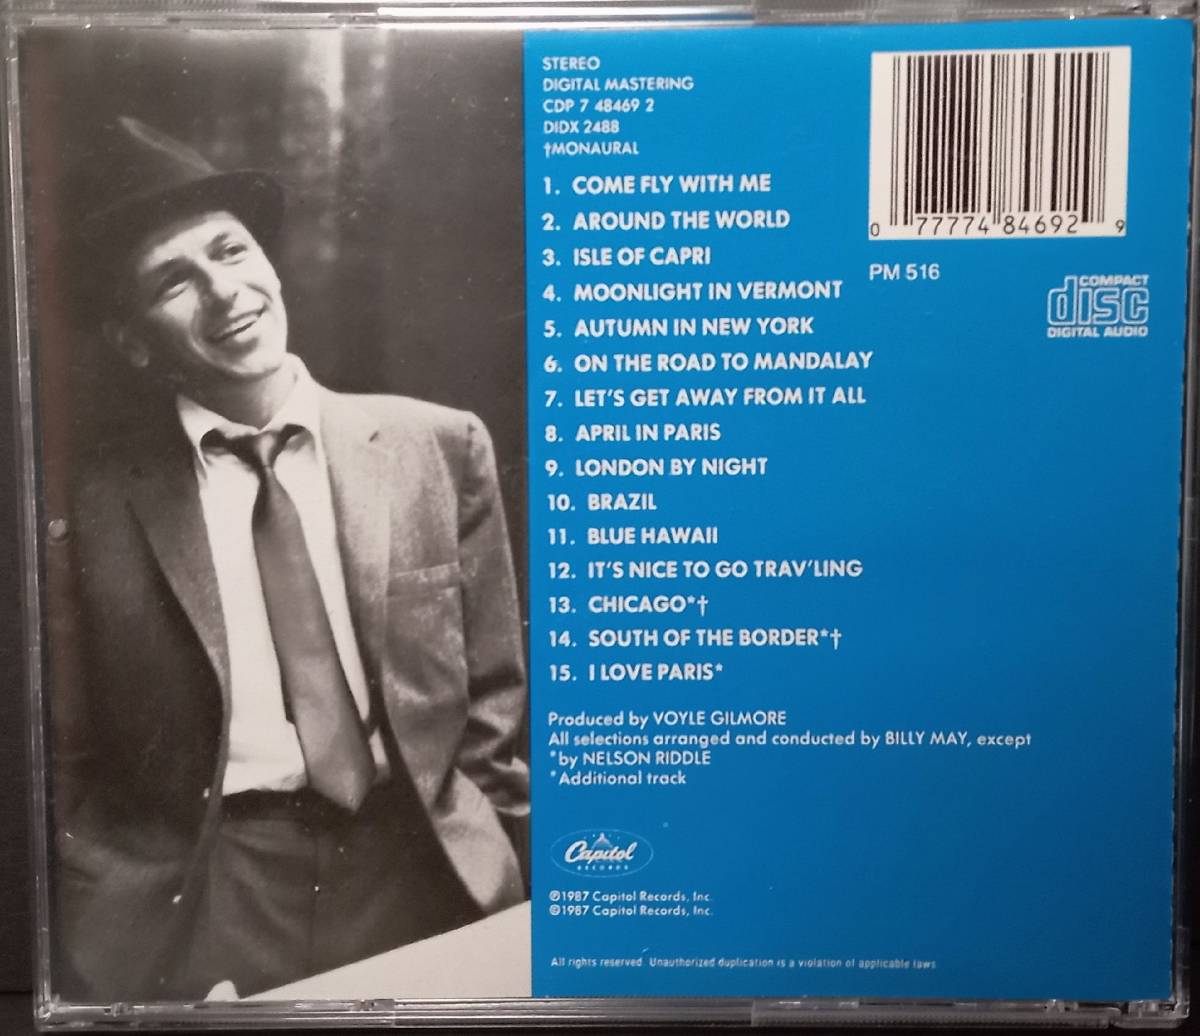 STEREO
DIGITAL MASTERING
CDP 7 48469 2
DIDX 2488
†MONAURAL
1. COME FLY WITH ME
2. AROUND THE WORLD
3. ISLE OF CAPRI
4. MOONLIGHT IN VERMONT
5. AUTUMN IN NEW YORK
6. ON THE ROAD TO MANDALAY
7. LET'S GET AWAY FROM IT ALL
8. APRIL IN PARIS
9. LONDON BY NIGHT
10. BRAZIL
11. BLUE HAWAII
12. IT'S NICE TO GO TRAV'LING
13. CHICAGO*†
14. SOUTH OF THE BORDER*†
15. I LOVE PARIS*
0 77774 84692 9
PM 516
COMPACT
disc
DIGITAL AUDIO
Produced by VOYLE GILMORE
All selections arranged and conducted by BILLY MAY, except
*by NELSON RIDDLE
*Additional track
Capitol
RECORDS
℗1987 Capitol Records, Inc.
©1987 Capitol Records, Inc.
All rights reserved. Unauthorized duplication is a violation of applicable laws.